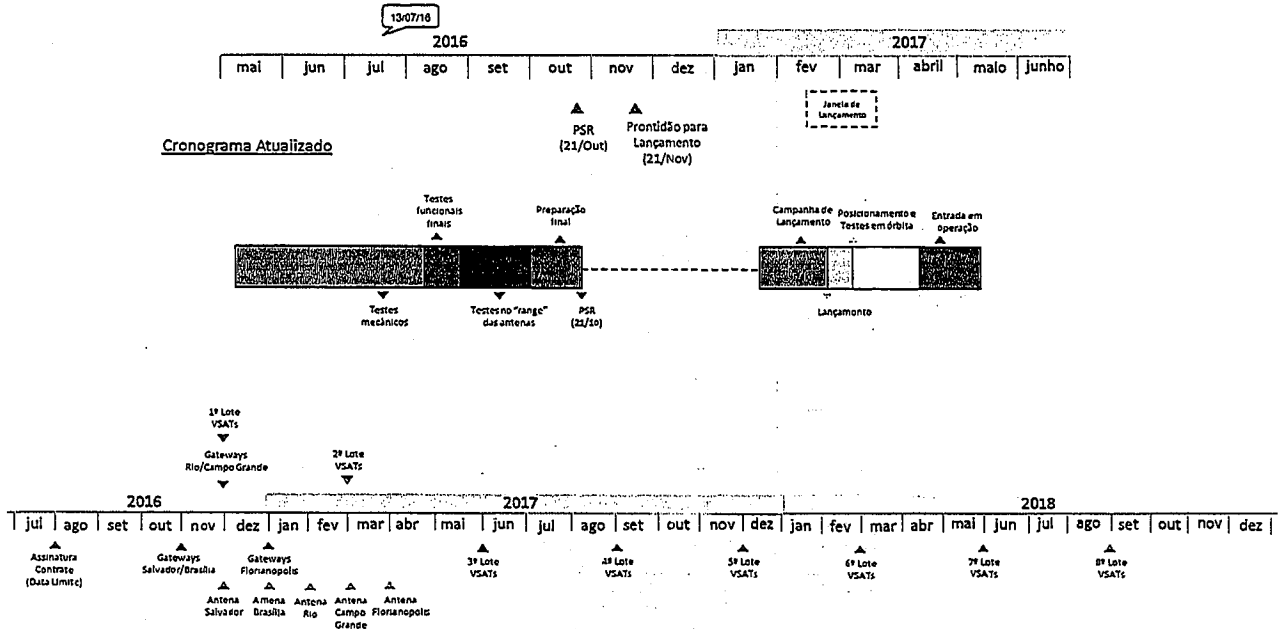 13/07/16
2016
2017
mai jun jul ago set out nov dez jan fev mar abril maio junho
Janela de
Lançamento
PSR
(21/Out)
Prontidão para
Lançamento
(21/Nov)
Cronograma Atualizado
Testes
funcionais
finais
Preparação
final
Campanha de
Lançamento
Posicionamento e
Testes em órbita
Entrada em
operação
Testes
mecânicos
Testes no "range"
das antenas
PSR
(21/10)
Lançamento
1º Lote
VSATs
Gateways
Rio/Campo Grande
2º Lote
VSATs
2016
2017
2018
jul ago set out nov dez jan fev mar abr mai jun jul ago set out nov dez jan fev mar abr mai jun jul ago set out nov dez
Assinatura
Contrato
(Data Limite)
Gateways
Salvador/Brasília
Gateways
Florianopolis
3º Lote
VSATs
4º Lote
VSATs
5º Lote
VSATs
6º Lote
VSATs
7º Lote
VSATs
8º Lote
VSATs
Antena
Salvador
Antena
Brasília
Antena
Rio
Antena
Campo
Grande
Antena
Florianopolis